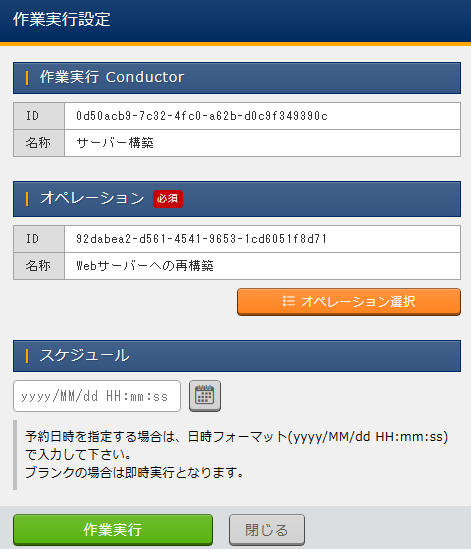 作業実行設定
作業実行 Conductor
ID 0d50acb9-7c32-4fc0-a62b-d0c9f349390c
名称 サーバー構築
オペレーション 必須
ID 92dabea2-d561-4541-9653-1cd6051f8d71
名称 Webサーバーへの再構築
オペレーション選択
スケジュール
yyyy/MM/dd HH:mm:ss
予約日時を指定する場合は、日時フォーマット(yyyy/MM/dd HH:mm:ss)
で入力して下さい。
ブランクの場合は即時実行となります。
作業実行 閉じる